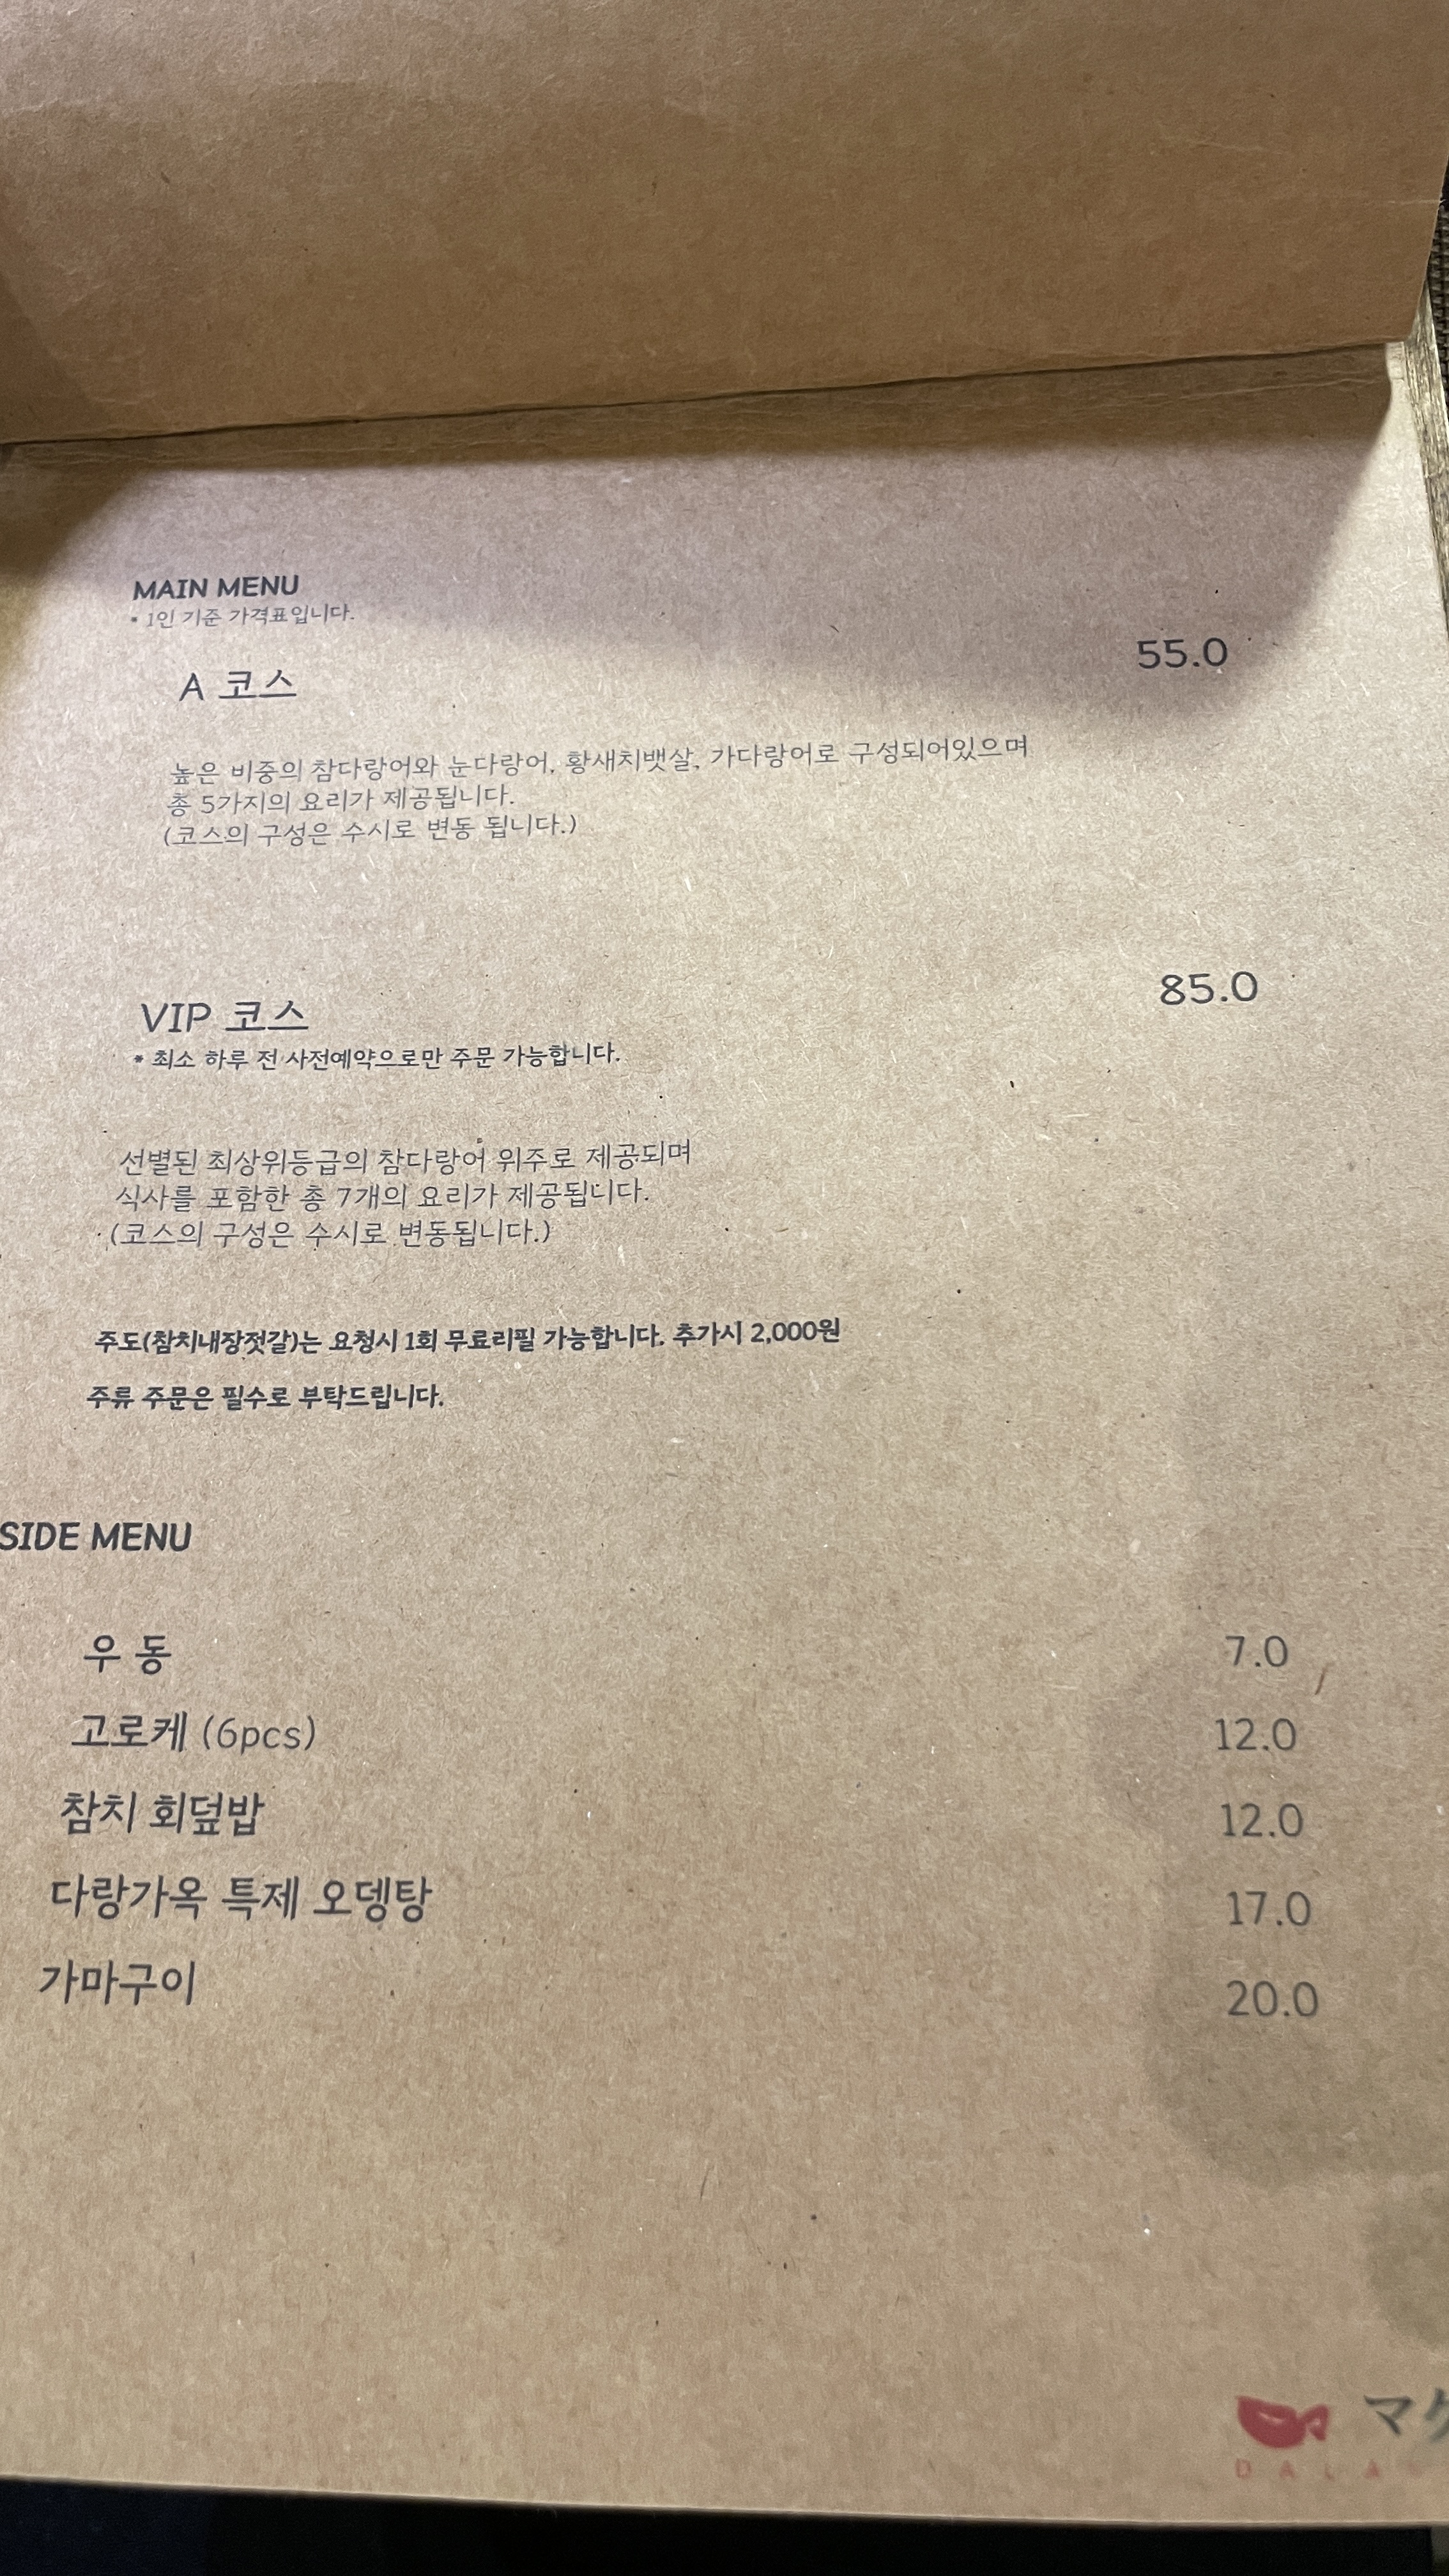 MAIN MENU
* 1인 기준 가격표입니다.
A 코스 55.0
높은 비중의 참다랑어와 눈다랑어, 황새치뱃살, 가다랑어로 구성되어있으며
총 5가지의 요리가 제공됩니다.
(코스의 구성은 수시로 변동 됩니다.)
VIP 코스 85.0
* 최소 하루 전 사전예약으로만 주문 가능합니다.
선별된 최상위등급의 참다랑어 위주로 제공되며
식사를 포함한 총 7개의 요리가 제공됩니다.
(코스의 구성은 수시로 변동됩니다.)
주도(참치내장젓갈)는 요청시 1회 무료리필 가능합니다. 추가시 2,000원
주류 주문은 필수로 부탁드립니다.
SIDE MENU
우 동 7.0
고로케 (6pcs) 12.0
참치 회덮밥 12.0
다랑가옥 특제 오뎅탕 17.0
가마구이 20.0
マグ
DALA